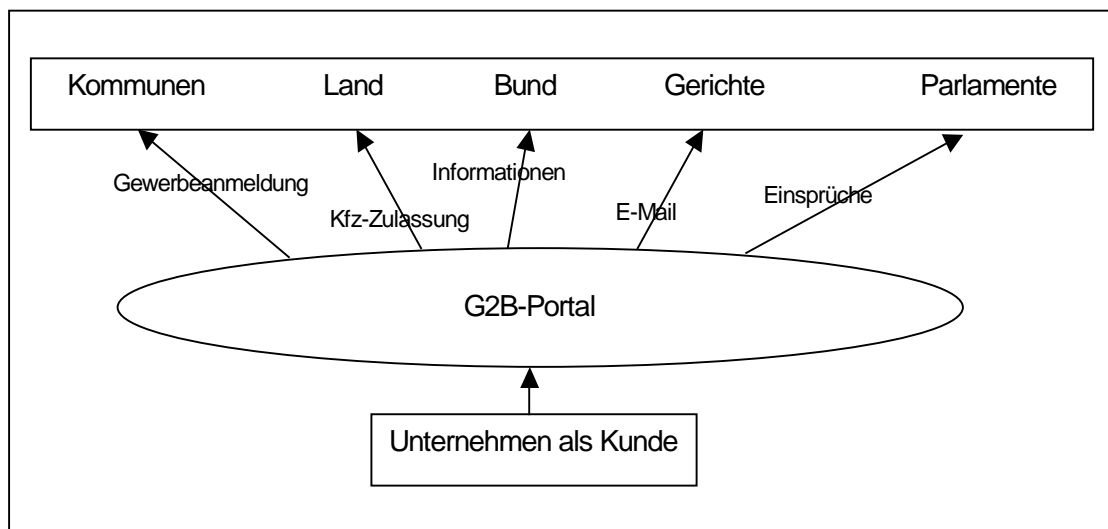 Kommunen Land Bund Gerichte Parlamente
Gewerbeanmeldung Informationen
Kfz-Zulassung E-Mail Einsprüche
G2B-Portal
Unternehmen als Kunde